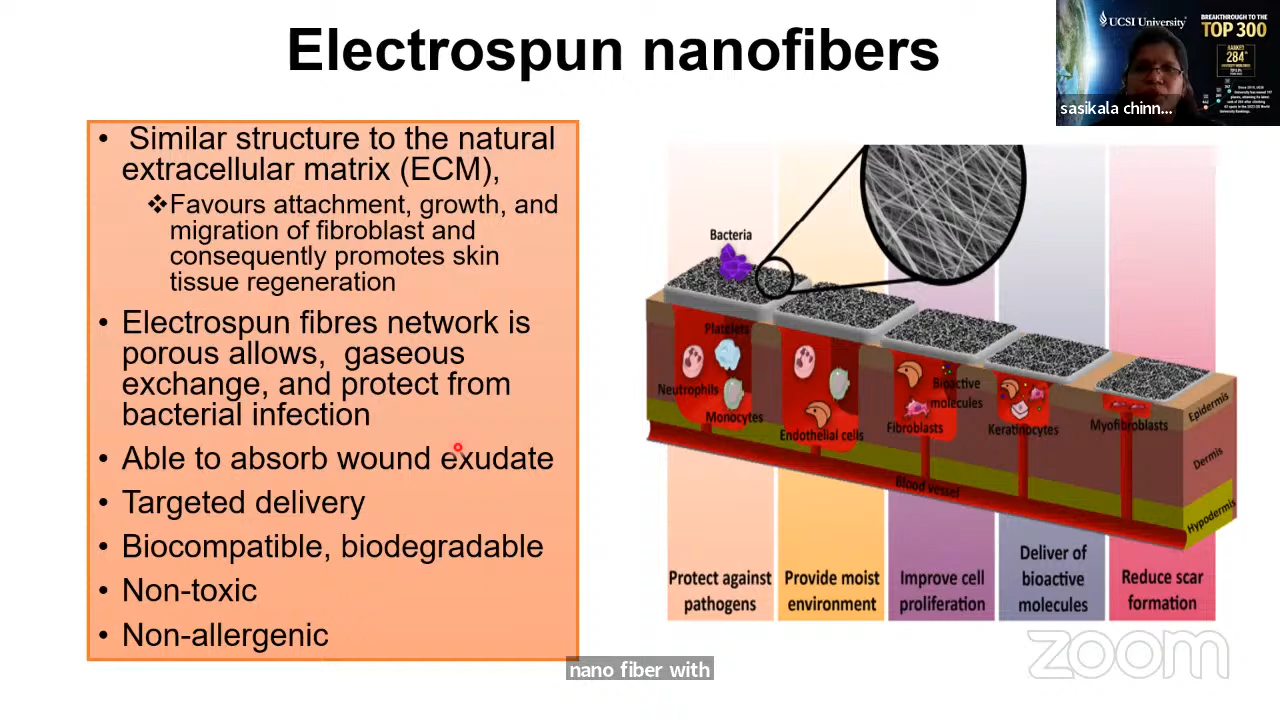 Electrospun nanofibers
UCSI University
BREAKTHROUGH TO THE
TOP 300
RANKED
284
sasikala chinn...
• Similar structure to the natural
extracellular matrix (ECM),
❖Favours attachment, growth, and
migration of fibroblast and
consequently promotes skin
tissue regeneration
• Electrospun fibres network is
porous allows, gaseous
exchange, and protect from
bacterial infection
• Able to absorb wound exudate
• Targeted delivery
• Biocompatible, biodegradable
• Non-toxic
• Non-allergenic
Bacteria
Platelets
Neutrophils
Monocytes
Endothelial cells
Bioactive
molecules
Fibroblasts
Keratinocytes
Myofibroblasts
Epidermis
Dermis
Hypodermis
Blood vessel
Protect against
pathogens
Provide moist
environment
Improve cell
proliferation
Deliver of
bioactive
molecules
Reduce scar
formation
zoom
nano fiber with